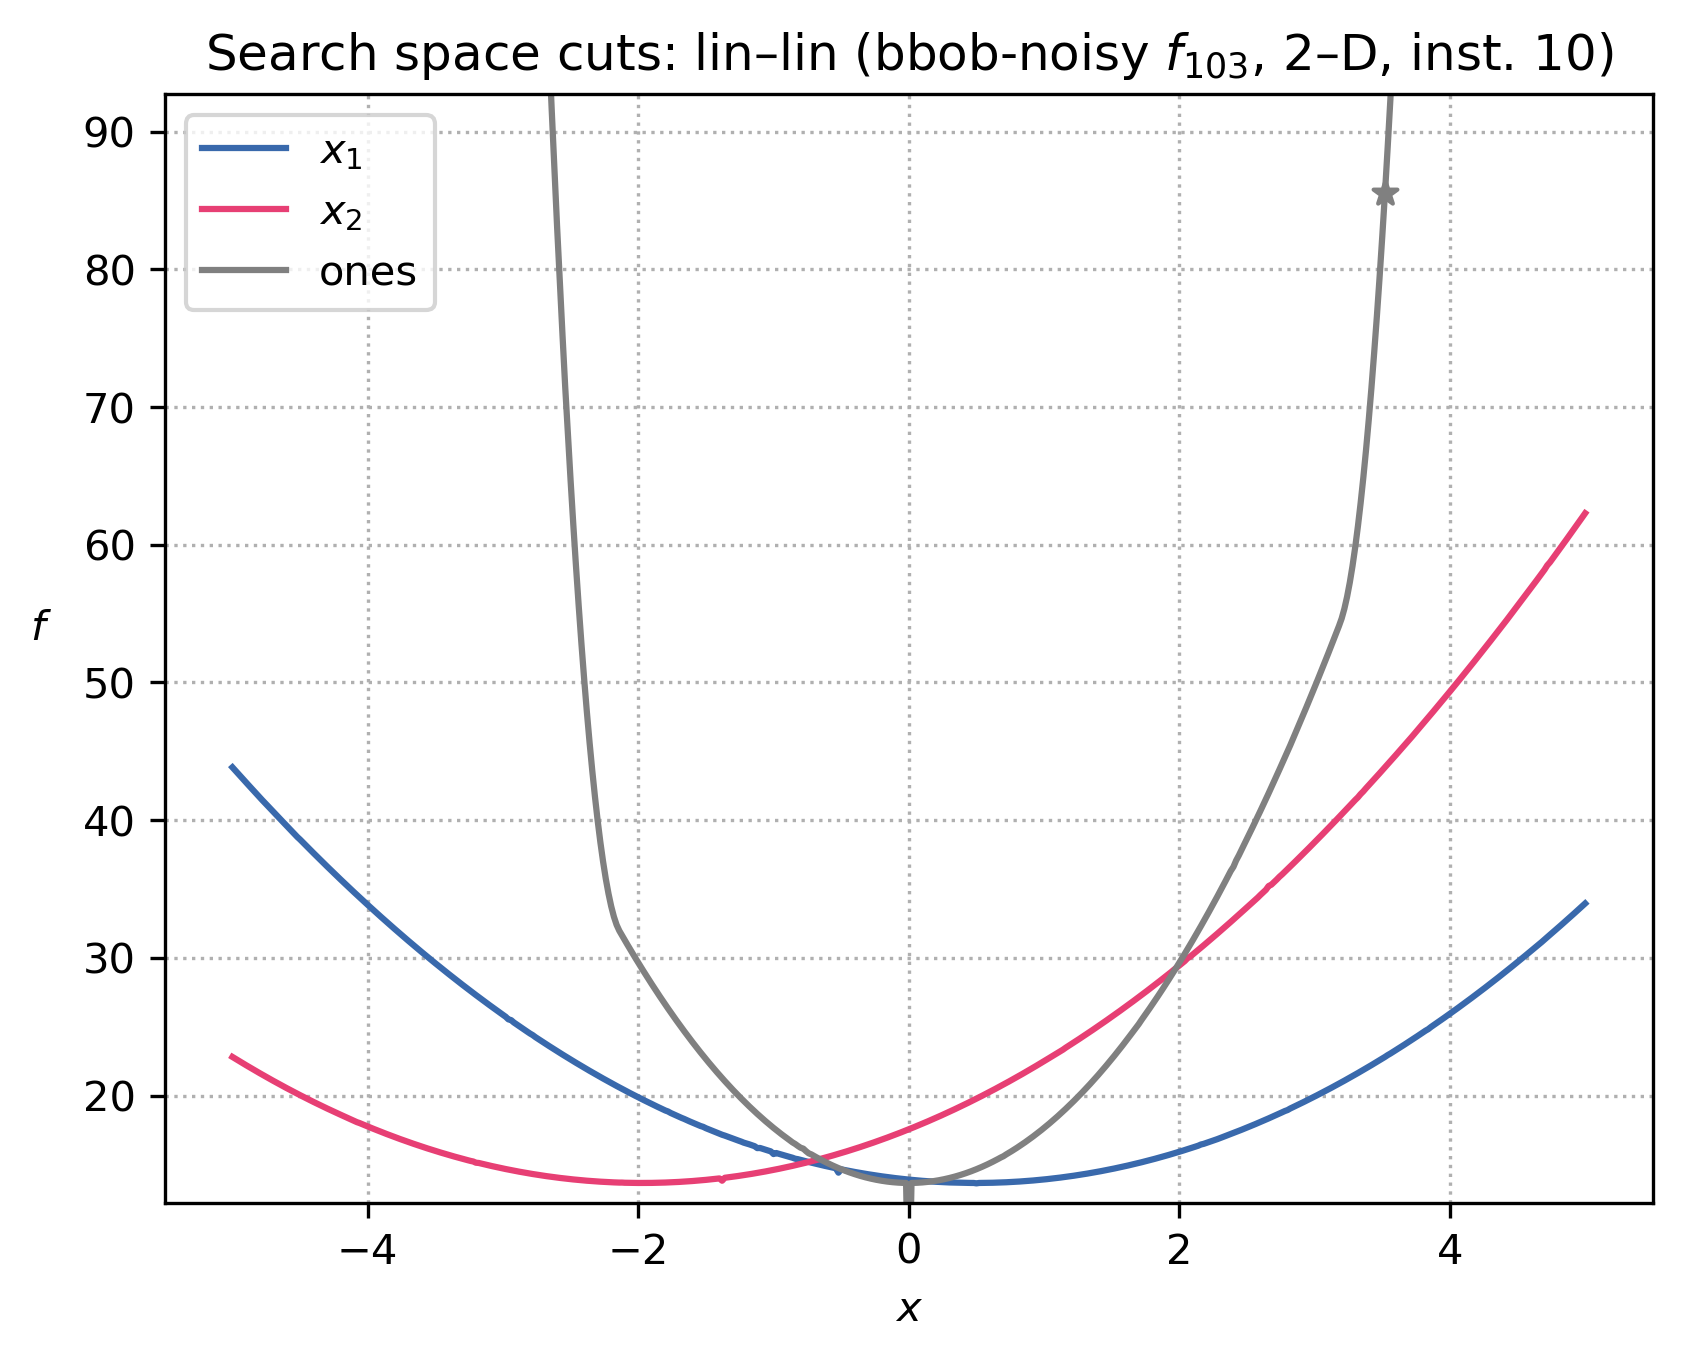 Search space cuts: lin–lin (bbob-noisy f₁₀₃, 2–D, inst. 10)
x₁
x₂
ones
90
80
70
60
50
40
30
20
f
−4 −2 0 2 4
x